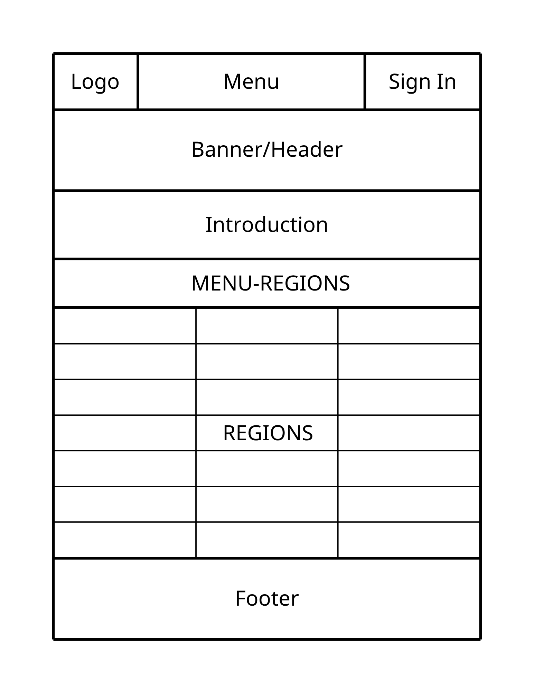 Logo
Menu
Sign In
Banner/Header
Introduction
MENU-REGIONS
REGIONS
Footer